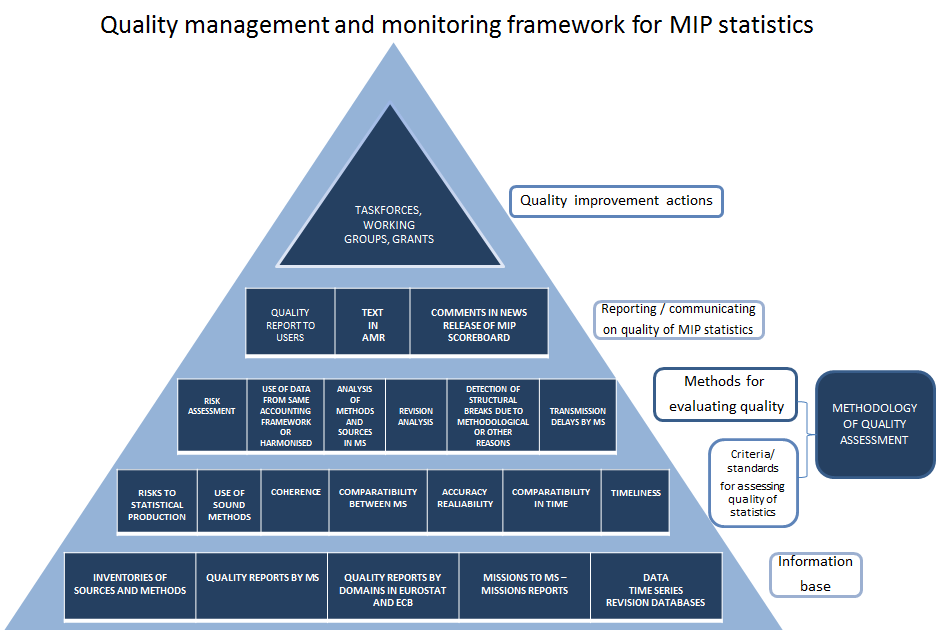 Quality management and monitoring framework for MIP statistics
TASKFORCES,
WORKING
GROUPS, GRANTS
Quality improvement actions
QUALITY
REPORT TO
USERS
TEXT
IN
AMR
COMMENTS IN NEWS
RELEASE OF MIP
SCOREBOARD
Reporting / communicating
on quality of MIP statistics
RISK
ASSESSMENT
USE OF DATA
FROM SAME
ACCOUNTING
FRAMEWORK
OR
HARMONISED
ANALYSIS
OF
METHODS
AND
SOURCES
IN MS
REVISION
ANALYSIS
DETECTION OF
STRUCTURAL
BREAKS DUE TO
METHODOLOGICAL
OR OTHER
REASONS
TRANSMISSION
DELAYS BY MS
Methods for
evaluating quality
METHODOLOGY
OF QUALITY
ASSESSMENT
Criteria/
standards
for assessing
quality of
statistics
RISKS TO
STATISTICAL
PRODUCTION
USE OF
SOUND
METHODS
COHERENCE
COMPARATIBILITY
BETWEEN MS
ACCURACY
REALIABILITY
COMPARATIBILITY
IN TIME
TIMELINESS
INVENTORIES OF
SOURCES AND METHODS
QUALITY REPORTS BY MS
QUALITY REPORTS BY
DOMAINS IN EUROSTAT
AND ECB
MISSIONS TO MS –
MISSIONS REPORTS
DATA
TIME SERIES
REVISION DATABASES
Information
base